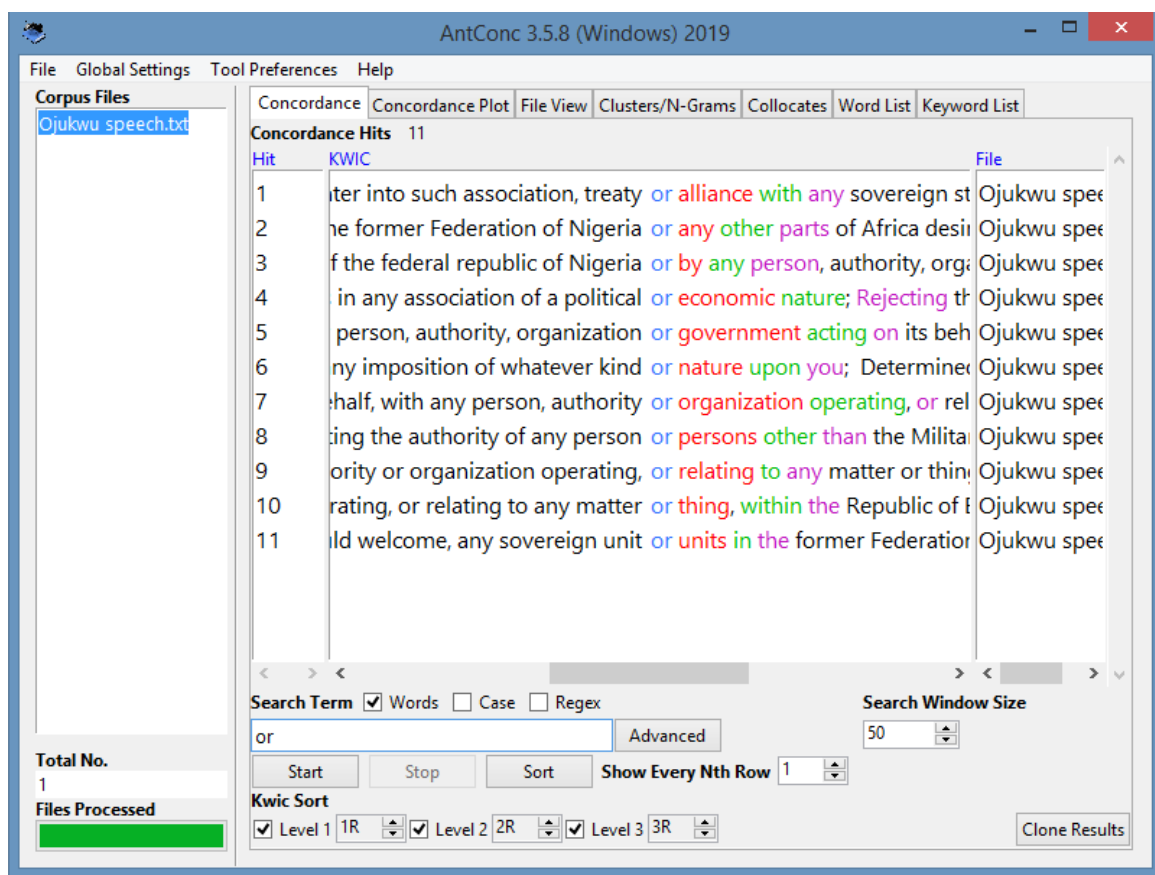 AntConc 3.5.8 (Windows) 2019
File Global Settings Tool Preferences Help
Corpus Files
Ojukwu speech.txt
Concordance Concordance Plot File View Clusters/N-Grams Collocates Word List Keyword List
Concordance Hits 11
Hit KWIC File
1 ter into such association, treaty or alliance with any sovereign st Ojukwu spee
2 he former Federation of Nigeria or any other parts of Africa desir Ojukwu spee
3 f the federal republic of Nigeria or by any person, authority, orga Ojukwu spee
4 in any association of a political or economic nature; Rejecting th Ojukwu spee
5 person, authority, organization or government acting on its beh Ojukwu spee
6 ny imposition of whatever kind or nature upon you; Determined Ojukwu spee
7 ehalf, with any person, authority or organization operating, or rel Ojukwu spee
8 ting the authority of any person or persons other than the Milita Ojukwu spee
9 ority or organization operating, or relating to any matter or thing Ojukwu spee
10 rating, or relating to any matter or thing, within the Republic of Ojukwu spee
11 ld welcome, any sovereign unit or units in the former Federation Ojukwu spee
Search Term Words Case Regex Search Window Size
or Advanced 50
Start Stop Sort Show Every Nth Row 1
Kwic Sort
Level 1 1R Level 2 2R Level 3 3R Clone Results
Total No.
1
Files Processed